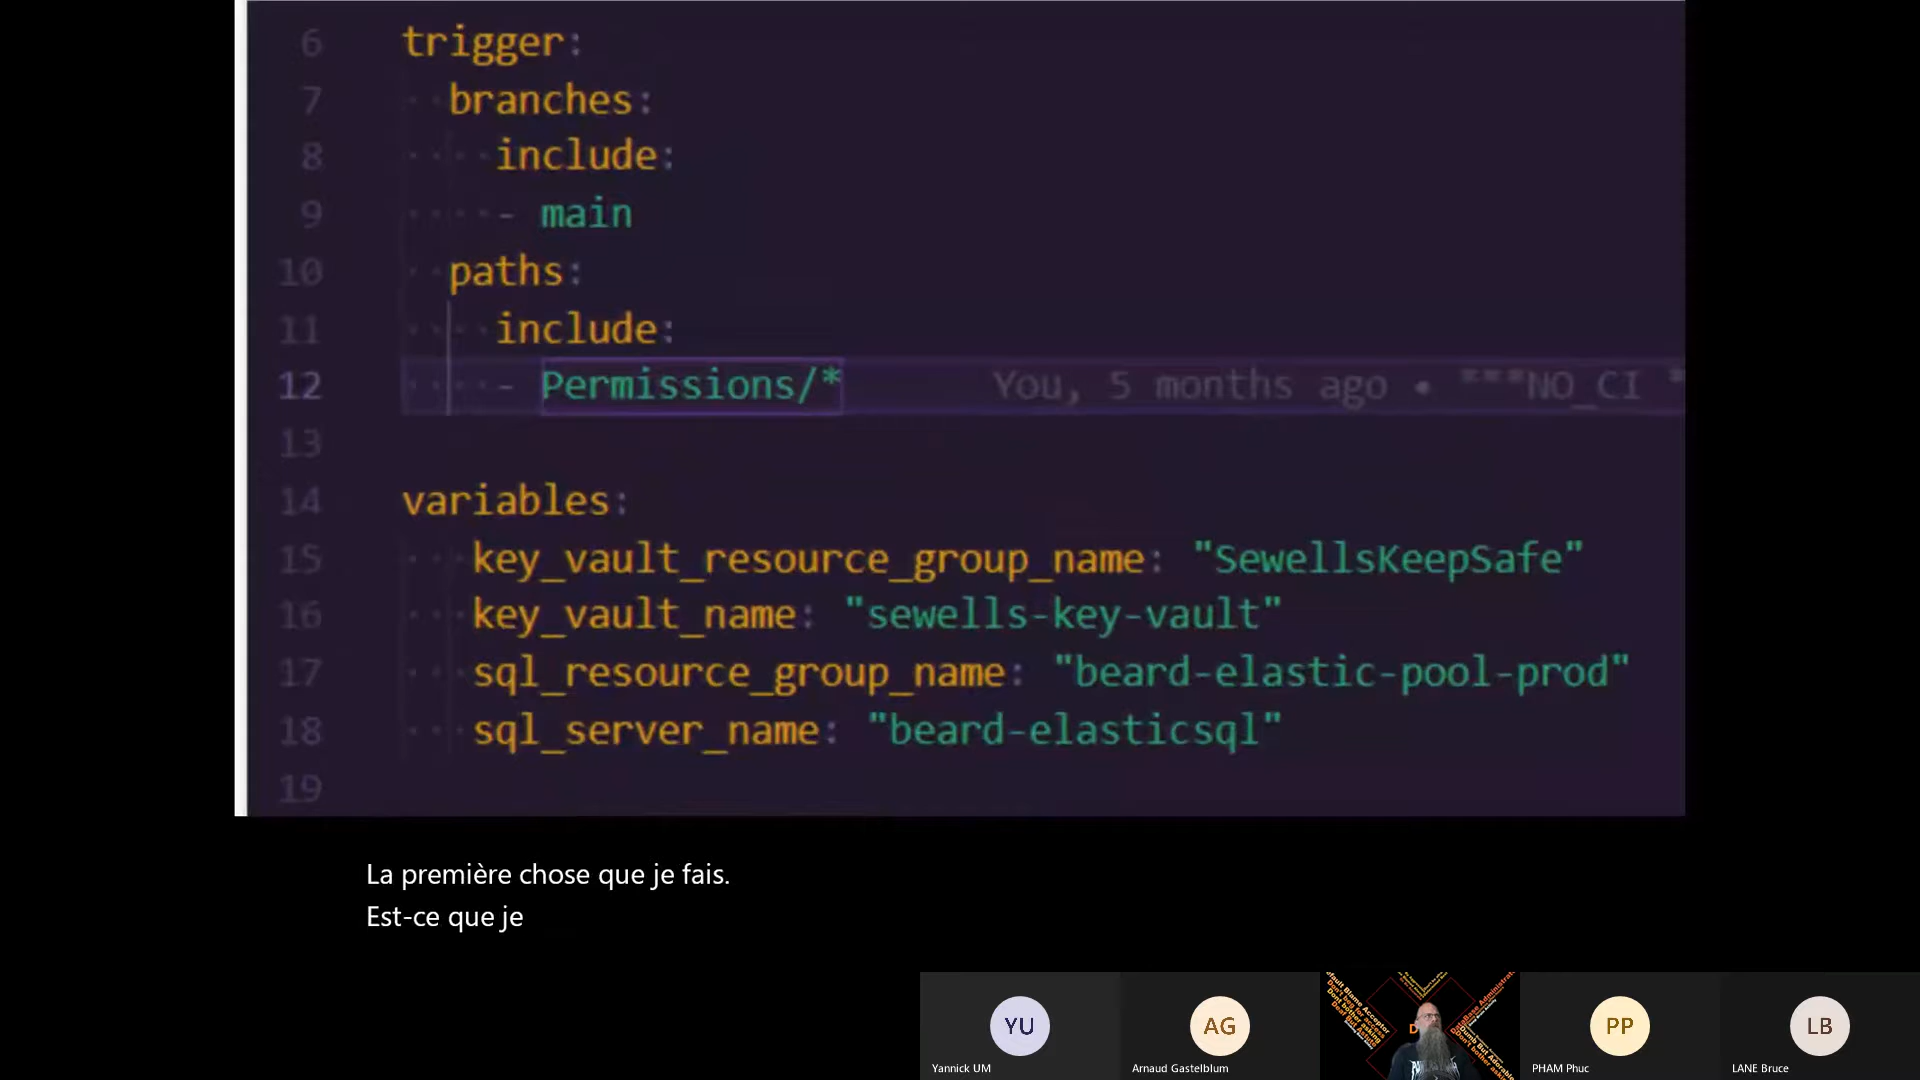 6 trigger:
7 branches:
8 include:
9 - main
10 paths:
11 include:
12 - Permissions/* You, 5 months ago • ***NO_CI *
13
14 variables:
15 key_vault_resource_group_name: "SewellsKeepSafe"
16 key_vault_name: "sewells-key-vault"
17 sql_resource_group_name: "beard-elastic-pool-prod"
18 sql_server_name: "beard-elasticsql"
19
La première chose que je fais.
Est-ce que je
YU
AG
PP
LB
Yannick UM
Arnaud Gastelblum
PHAM Phuc
LANE Bruce